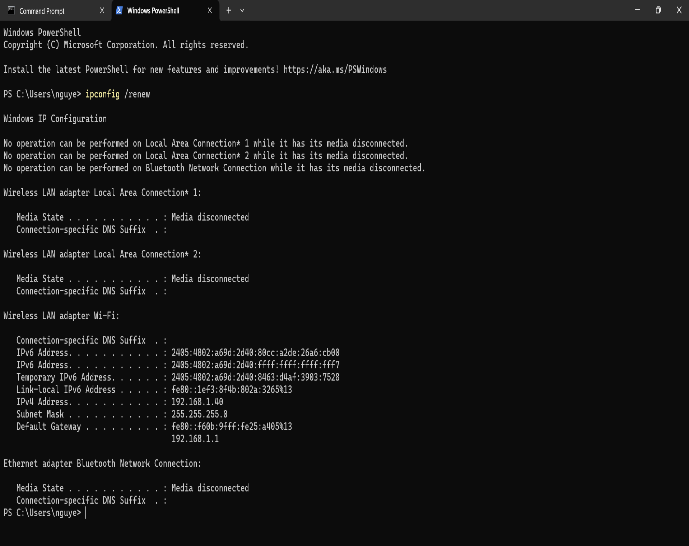 Command Prompt
Windows PowerShell
Windows PowerShell
Copyright (C) Microsoft Corporation. All rights reserved.
Install the latest PowerShell for new features and improvements! https://aka.ms/PSWindows
PS C:\Users\nguye> ipconfig /renew
Windows IP Configuration
No operation can be performed on Local Area Connection* 1 while it has its media disconnected.
No operation can be performed on Local Area Connection* 2 while it has its media disconnected.
No operation can be performed on Bluetooth Network Connection while it has its media disconnected.
Wireless LAN adapter Local Area Connection* 1:
Media State . . . . . . . . . . . : Media disconnected
Connection-specific DNS Suffix  . :
Wireless LAN adapter Local Area Connection* 2:
Media State . . . . . . . . . . . : Media disconnected
Connection-specific DNS Suffix  . :
Wireless LAN adapter Wi-Fi:
Connection-specific DNS Suffix  . :
IPv6 Address. . . . . . . . . . . : 2405:4802:a69d:2d40:80cc:a2de:26a6:cb08
IPv6 Address. . . . . . . . . . . : 2405:4802:a69d:2d40:ffff:ffff:ffff:fff7
Temporary IPv6 Address. . . . . . : 2405:4802:a69d:2d40:8463:d4af:3903:7528
Link-local IPv6 Address . . . . . : fe80::1ef3:8f4b:802a:3265%13
IPv4 Address. . . . . . . . . . . : 192.168.1.40
Subnet Mask . . . . . . . . . . . : 255.255.255.0
Default Gateway . . . . . . . . . : fe80::f60b:9fff:fe25:a405%13
192.168.1.1
Ethernet adapter Bluetooth Network Connection:
Media State . . . . . . . . . . . : Media disconnected
Connection-specific DNS Suffix  . :
PS C:\Users\nguye>